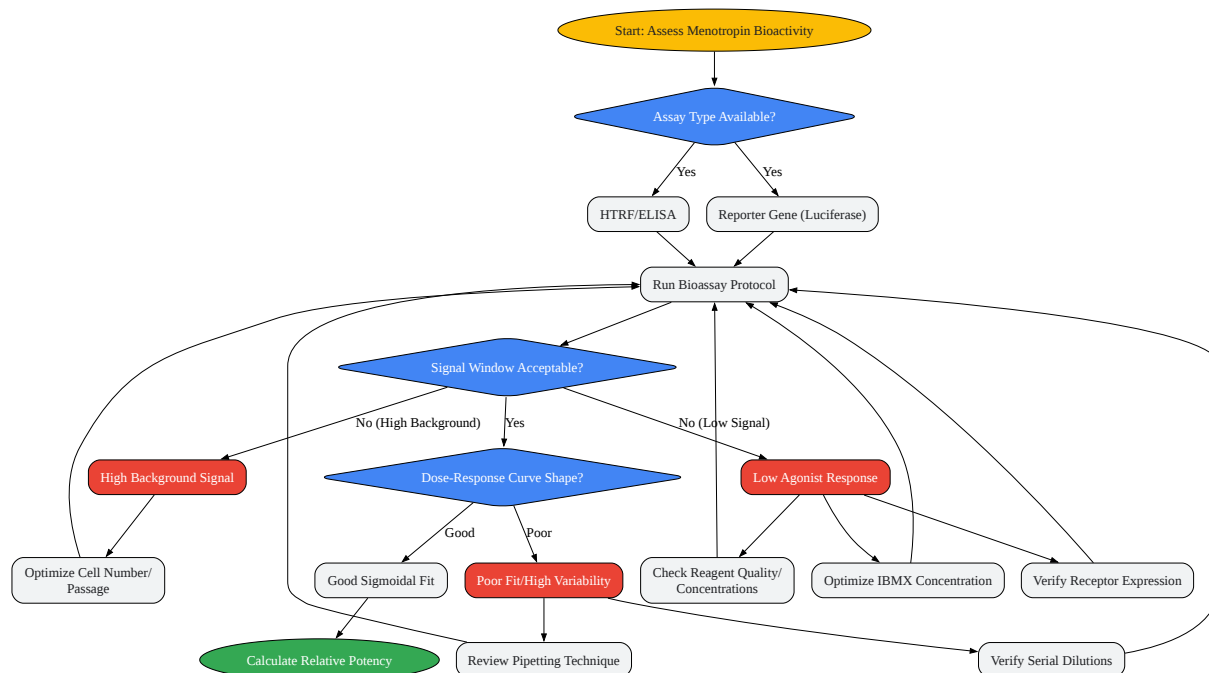 Start: Assess Menotropin Bioactivity
Assay Type Available?
Yes
Yes
HTRF/ELISA
Reporter Gene (Luciferase)
Run Bioassay Protocol
Signal Window Acceptable?
No (High Background)
Yes
No (Low Signal)
High Background Signal
Dose-Response Curve Shape?
Low Agonist Response
Good
Poor
Optimize Cell Number/
Passage
Good Sigmoidal Fit
Poor Fit/High Variability
Check Reagent Quality/
Concentrations
Optimize IBMX Concentration
Verify Receptor Expression
Calculate Relative Potency
Review Pipetting Technique
Verify Serial Dilutions